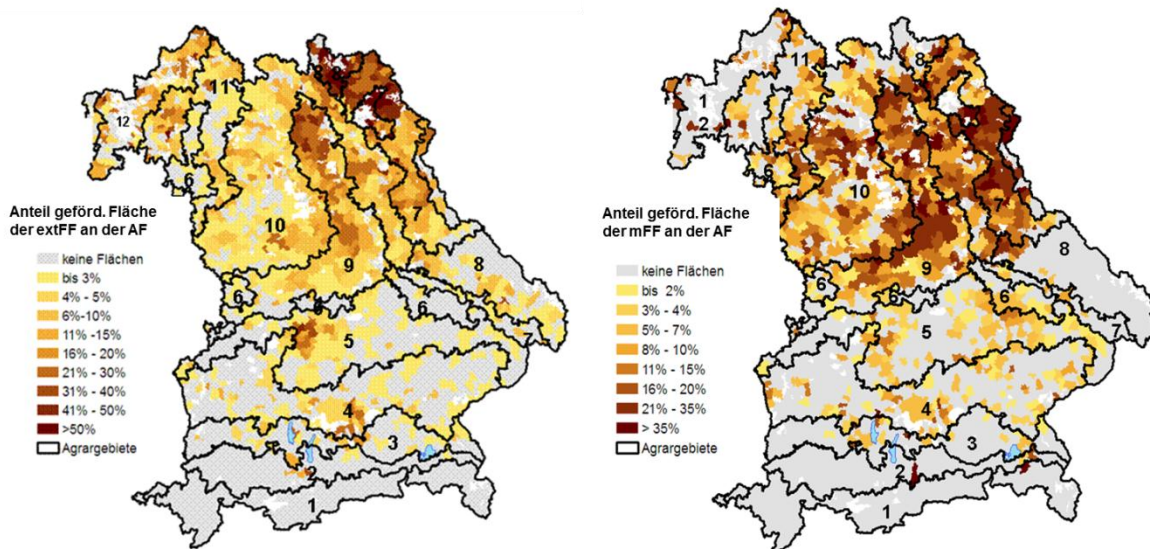 11
12
6
10
9
7
8
6
6
6
5
4
3
2
1
Anteil geförd. Fläche
der extFF an der AF
keine Flächen
bis 3%
4% - 5%
6%-10%
11% -15%
16% - 20%
21% - 30%
31% - 40%
41% - 50%
>50%
Agrargebiete
8
11
1
2
6
10
7
8
9
6
6
6
7
5
4
3
2
1
Anteil geförd. Fläche
der mFF an der AF
keine Flächen
bis 2%
3% - 4%
5% - 7%
8% - 10%
11% - 15%
16% - 20%
21% - 35%
> 35%
Agrargebiete